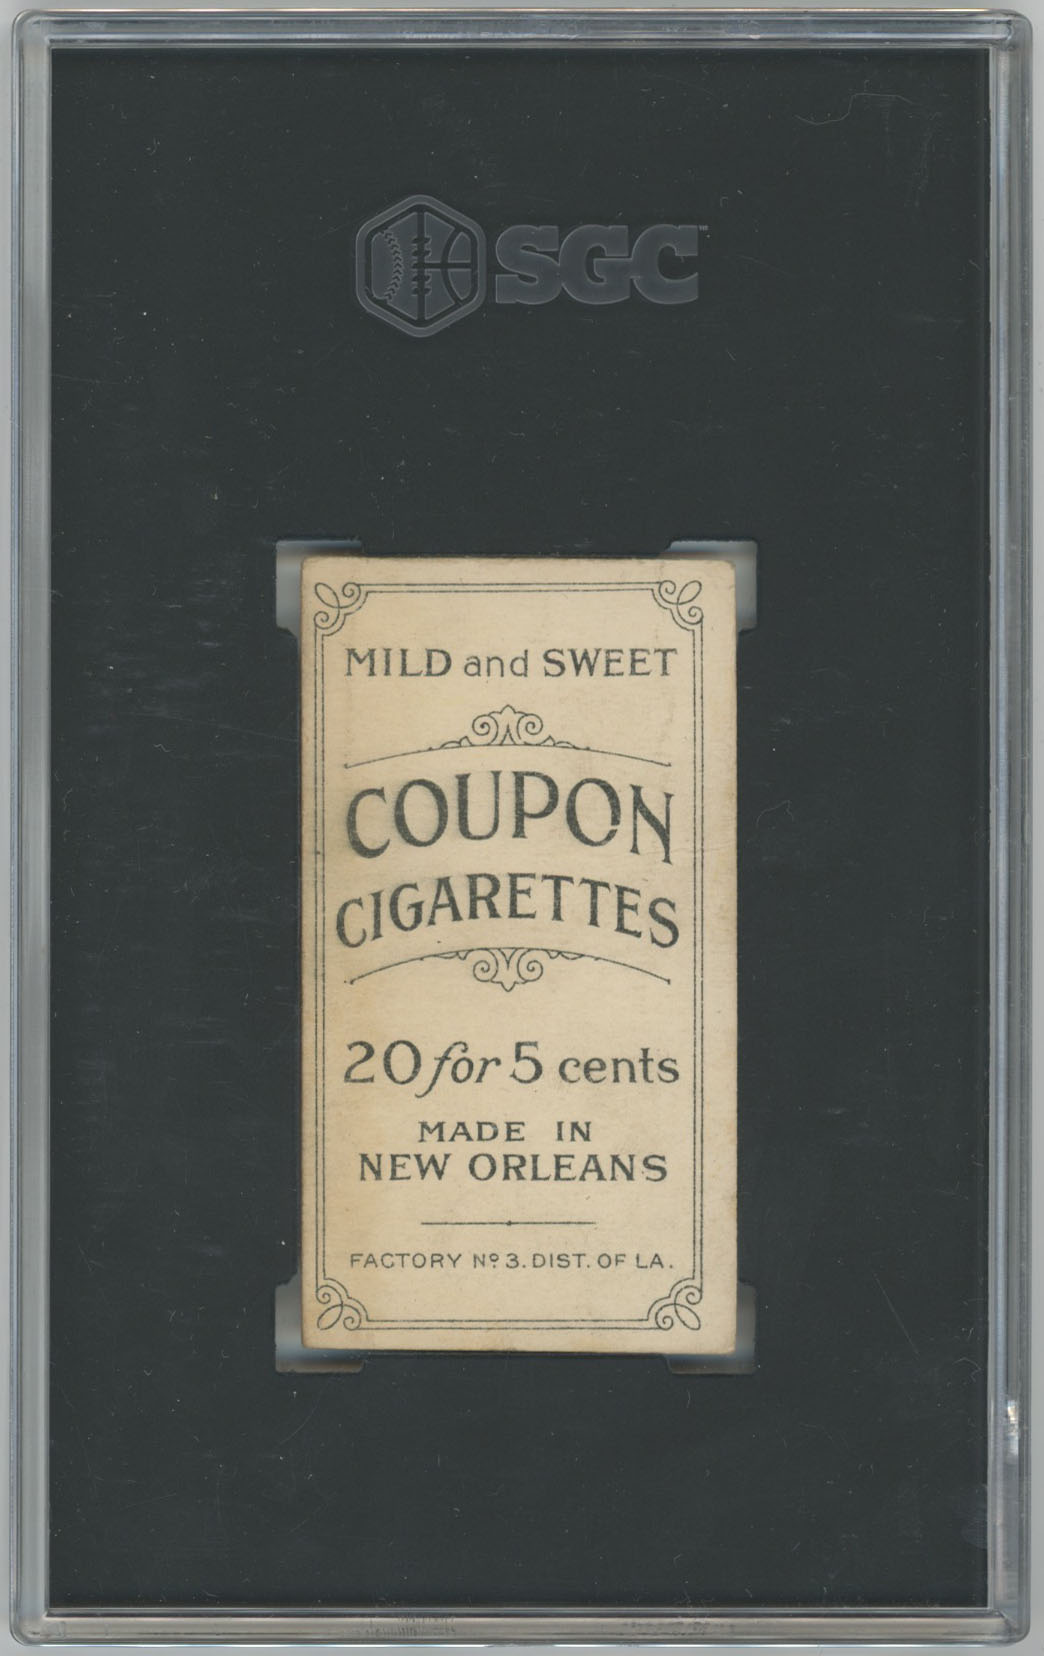 SGC™
MILD and SWEET
COUPON
CIGARETTES
20 for 5 cents
MADE IN
NEW ORLEANS
FACTORY Nº 3. DIST. OF LA.